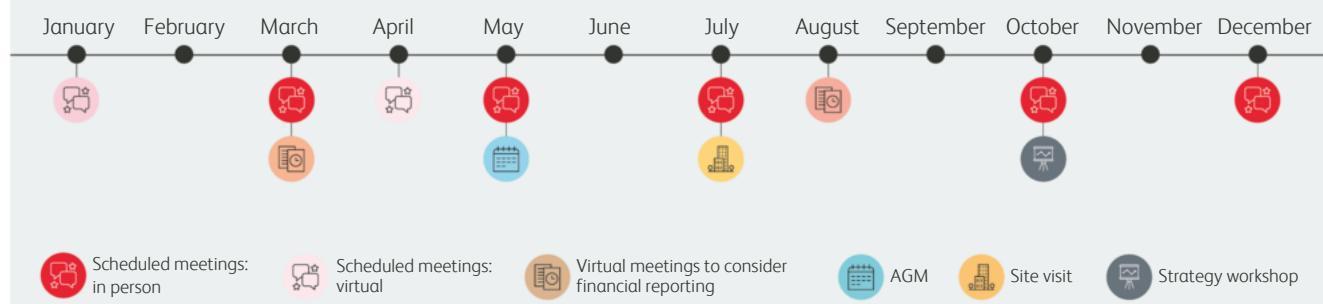 January February March April May June July August September October November December
Scheduled meetings:
in person
Scheduled meetings:
virtual
Virtual meetings to consider
financial reporting
AGM
Site visit
Strategy workshop